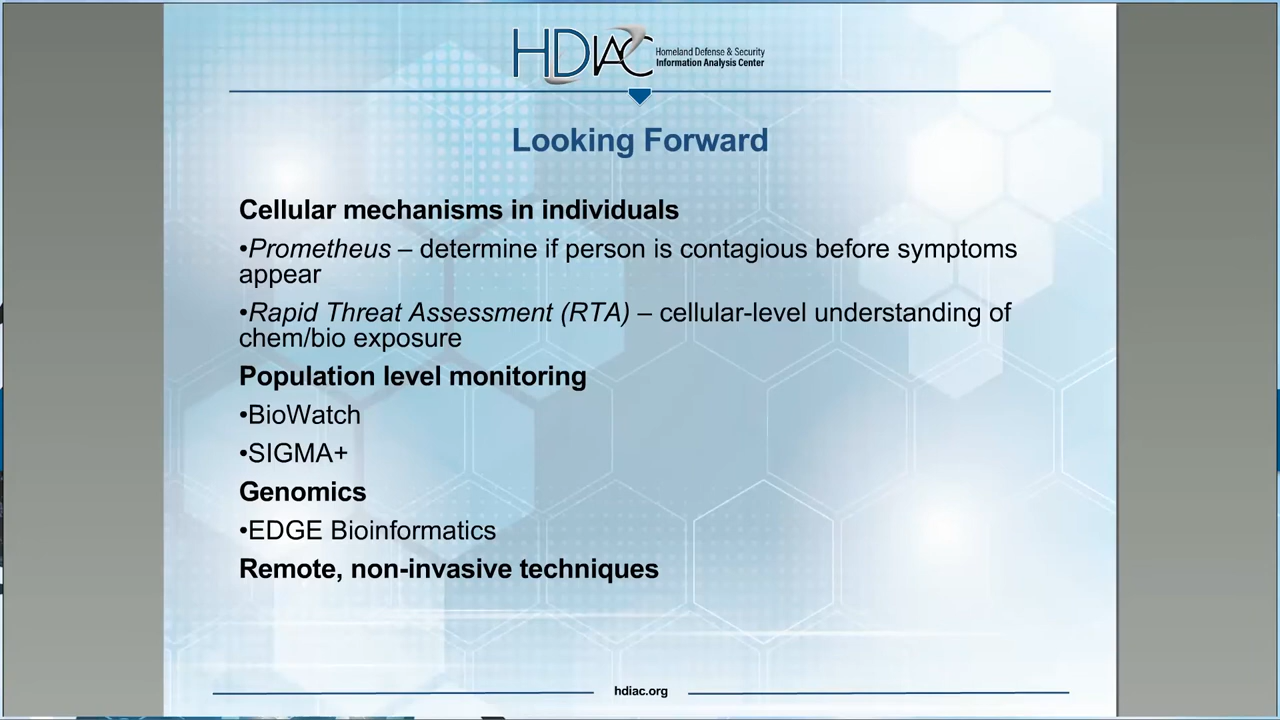 HDIAC
Homeland Defense & Security
Information Analysis Center
Looking Forward
Cellular mechanisms in individuals
•Prometheus – determine if person is contagious before symptoms
appear
•Rapid Threat Assessment (RTA) – cellular-level understanding of
chem/bio exposure
Population level monitoring
•BioWatch
•SIGMA+
Genomics
•EDGE Bioinformatics
Remote, non-invasive techniques
hdiac.org